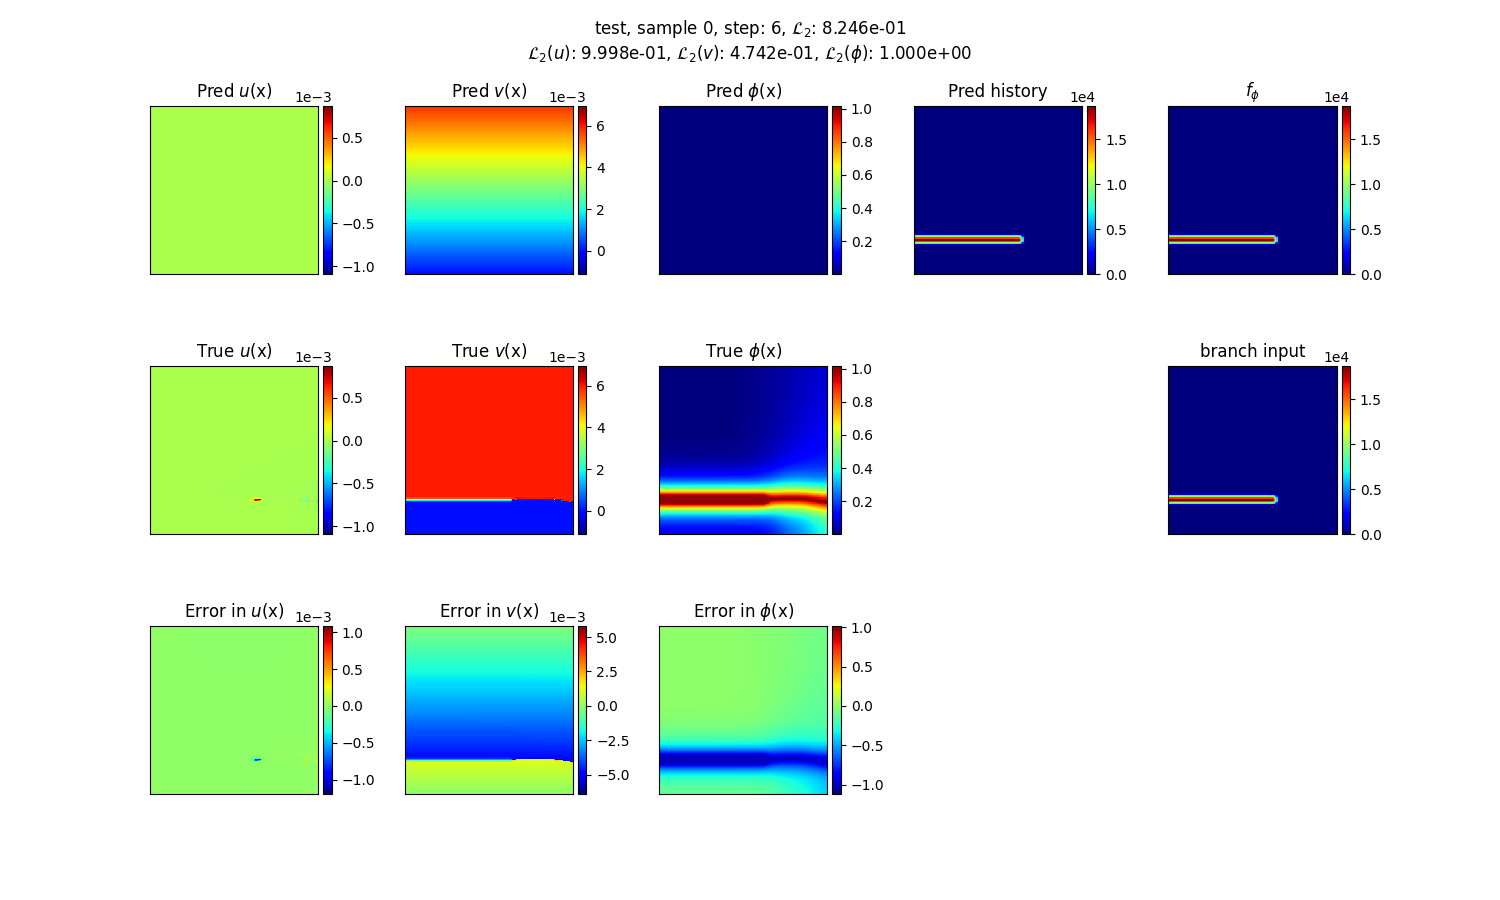 test, sample 0, step: 6, ℒ₂: 8.246e-01
ℒ₂(u): 9.998e-01, ℒ₂(v): 4.742e-01, ℒ₂(ϕ): 1.000e+00
Pred u(x)
1e−3
0.5
0.0
−0.5
−1.0
Pred v(x)
1e−3
6
4
2
0
Pred ϕ(x)
1.0
0.8
0.6
0.4
0.2
Pred history
1e4
1.5
1.0
0.5
0.0
f_ϕ
1e4
1.5
1.0
0.5
0.0
True u(x)
1e−3
0.5
0.0
−0.5
−1.0
True v(x)
1e−3
6
4
2
0
True ϕ(x)
1.0
0.8
0.6
0.4
0.2
branch input
1e4
1.5
1.0
0.5
0.0
Error in u(x)
1e−3
1.0
0.5
0.0
−0.5
−1.0
Error in v(x)
1e−3
5.0
2.5
0.0
−2.5
−5.0
Error in ϕ(x)
1.0
0.5
0.0
−0.5
−1.0